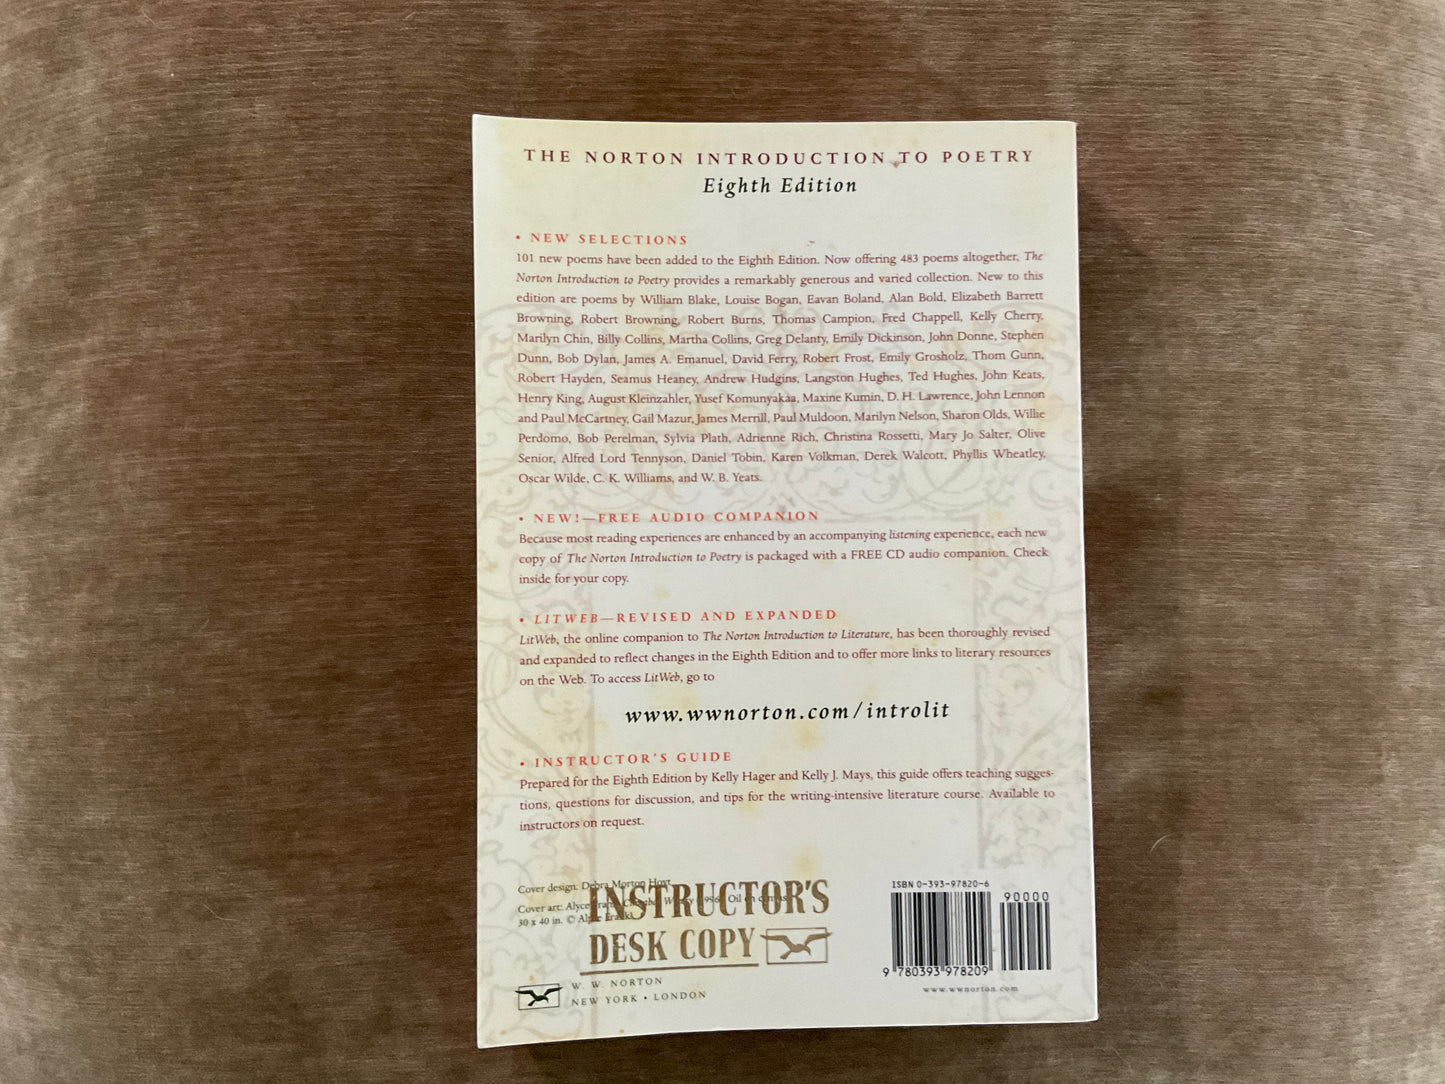 THE NORTON INTRODUCTION TO POETRY
Eighth Edition
• NEW SELECTIONS
101 new poems have been added to the Eighth Edition. Now offering 483 poems altogether, The
Norton Introduction to Poetry provides a remarkably generous and varied collection. New to this
edition are poems by William Blake, Louise Bogan, Eavan Boland, Alan Bold, Elizabeth Barrett
Browning, Robert Browning, Robert Burns, Thomas Campion, Fred Chappell, Kelly Cherry,
Marilyn Chin, Billy Collins, Martha Collins, Greg Delanty, Emily Dickinson, John Donne, Stephen
Dunn, Bob Dylan, James A. Emanuel, David Ferry, Robert Frost, Emily Grosholz, Thom Gunn,
Robert Hayden, Seamus Heaney, Andrew Hudgins, Langston Hughes, Ted Hughes, John Keats,
Henry King, August Kleinzahler, Yusef Komunyakaa, Maxine Kumin, D. H. Lawrence, John Lennon
and Paul McCartney, Gail Mazur, James Merrill, Paul Muldoon, Marilyn Nelson, Sharon Olds, Willie
Perdomo, Bob Perelman, Sylvia Plath, Adrienne Rich, Christina Rossetti, Mary Jo Salter, Olive
Senior, Alfred Lord Tennyson, Daniel Tobin, Karen Volkman, Derek Walcott, Phyllis Wheatley,
Oscar Wilde, C. K. Williams, and W. B. Yeats.
• NEW!—FREE AUDIO COMPANION
Because most reading experiences are enhanced by an accompanying listening experience, each new
copy of The Norton Introduction to Poetry is packaged with a FREE CD audio companion. Check
inside for your copy.
• LITWEB—REVISED AND EXPANDED
LitWeb, the online companion to The Norton Introduction to Literature, has been thoroughly revised
and expanded to reflect changes in the Eighth Edition and to offer more links to literary resources
on the Web. To access LitWeb, go to
www.wwnorton.com/introlit
• INSTRUCTOR'S GUIDE
Prepared for the Eighth Edition by Kelly Hager and Kelly J. Mays, this guide offers teaching sugges-
tions, questions for discussion, and tips for the writing-intensive literature course. Available to
instructors on request.
Cover design: Debra Morton Hoyt
Cover art: Alyce 1996. Oil on
30 x 40 in. ©
INSTRUCTOR'S
DESK COPY
W. W. NORTON
NEW YORK • LONDON
ISBN 0-393-97820-6
90000
9 780393 978209
www.wwnorton.com